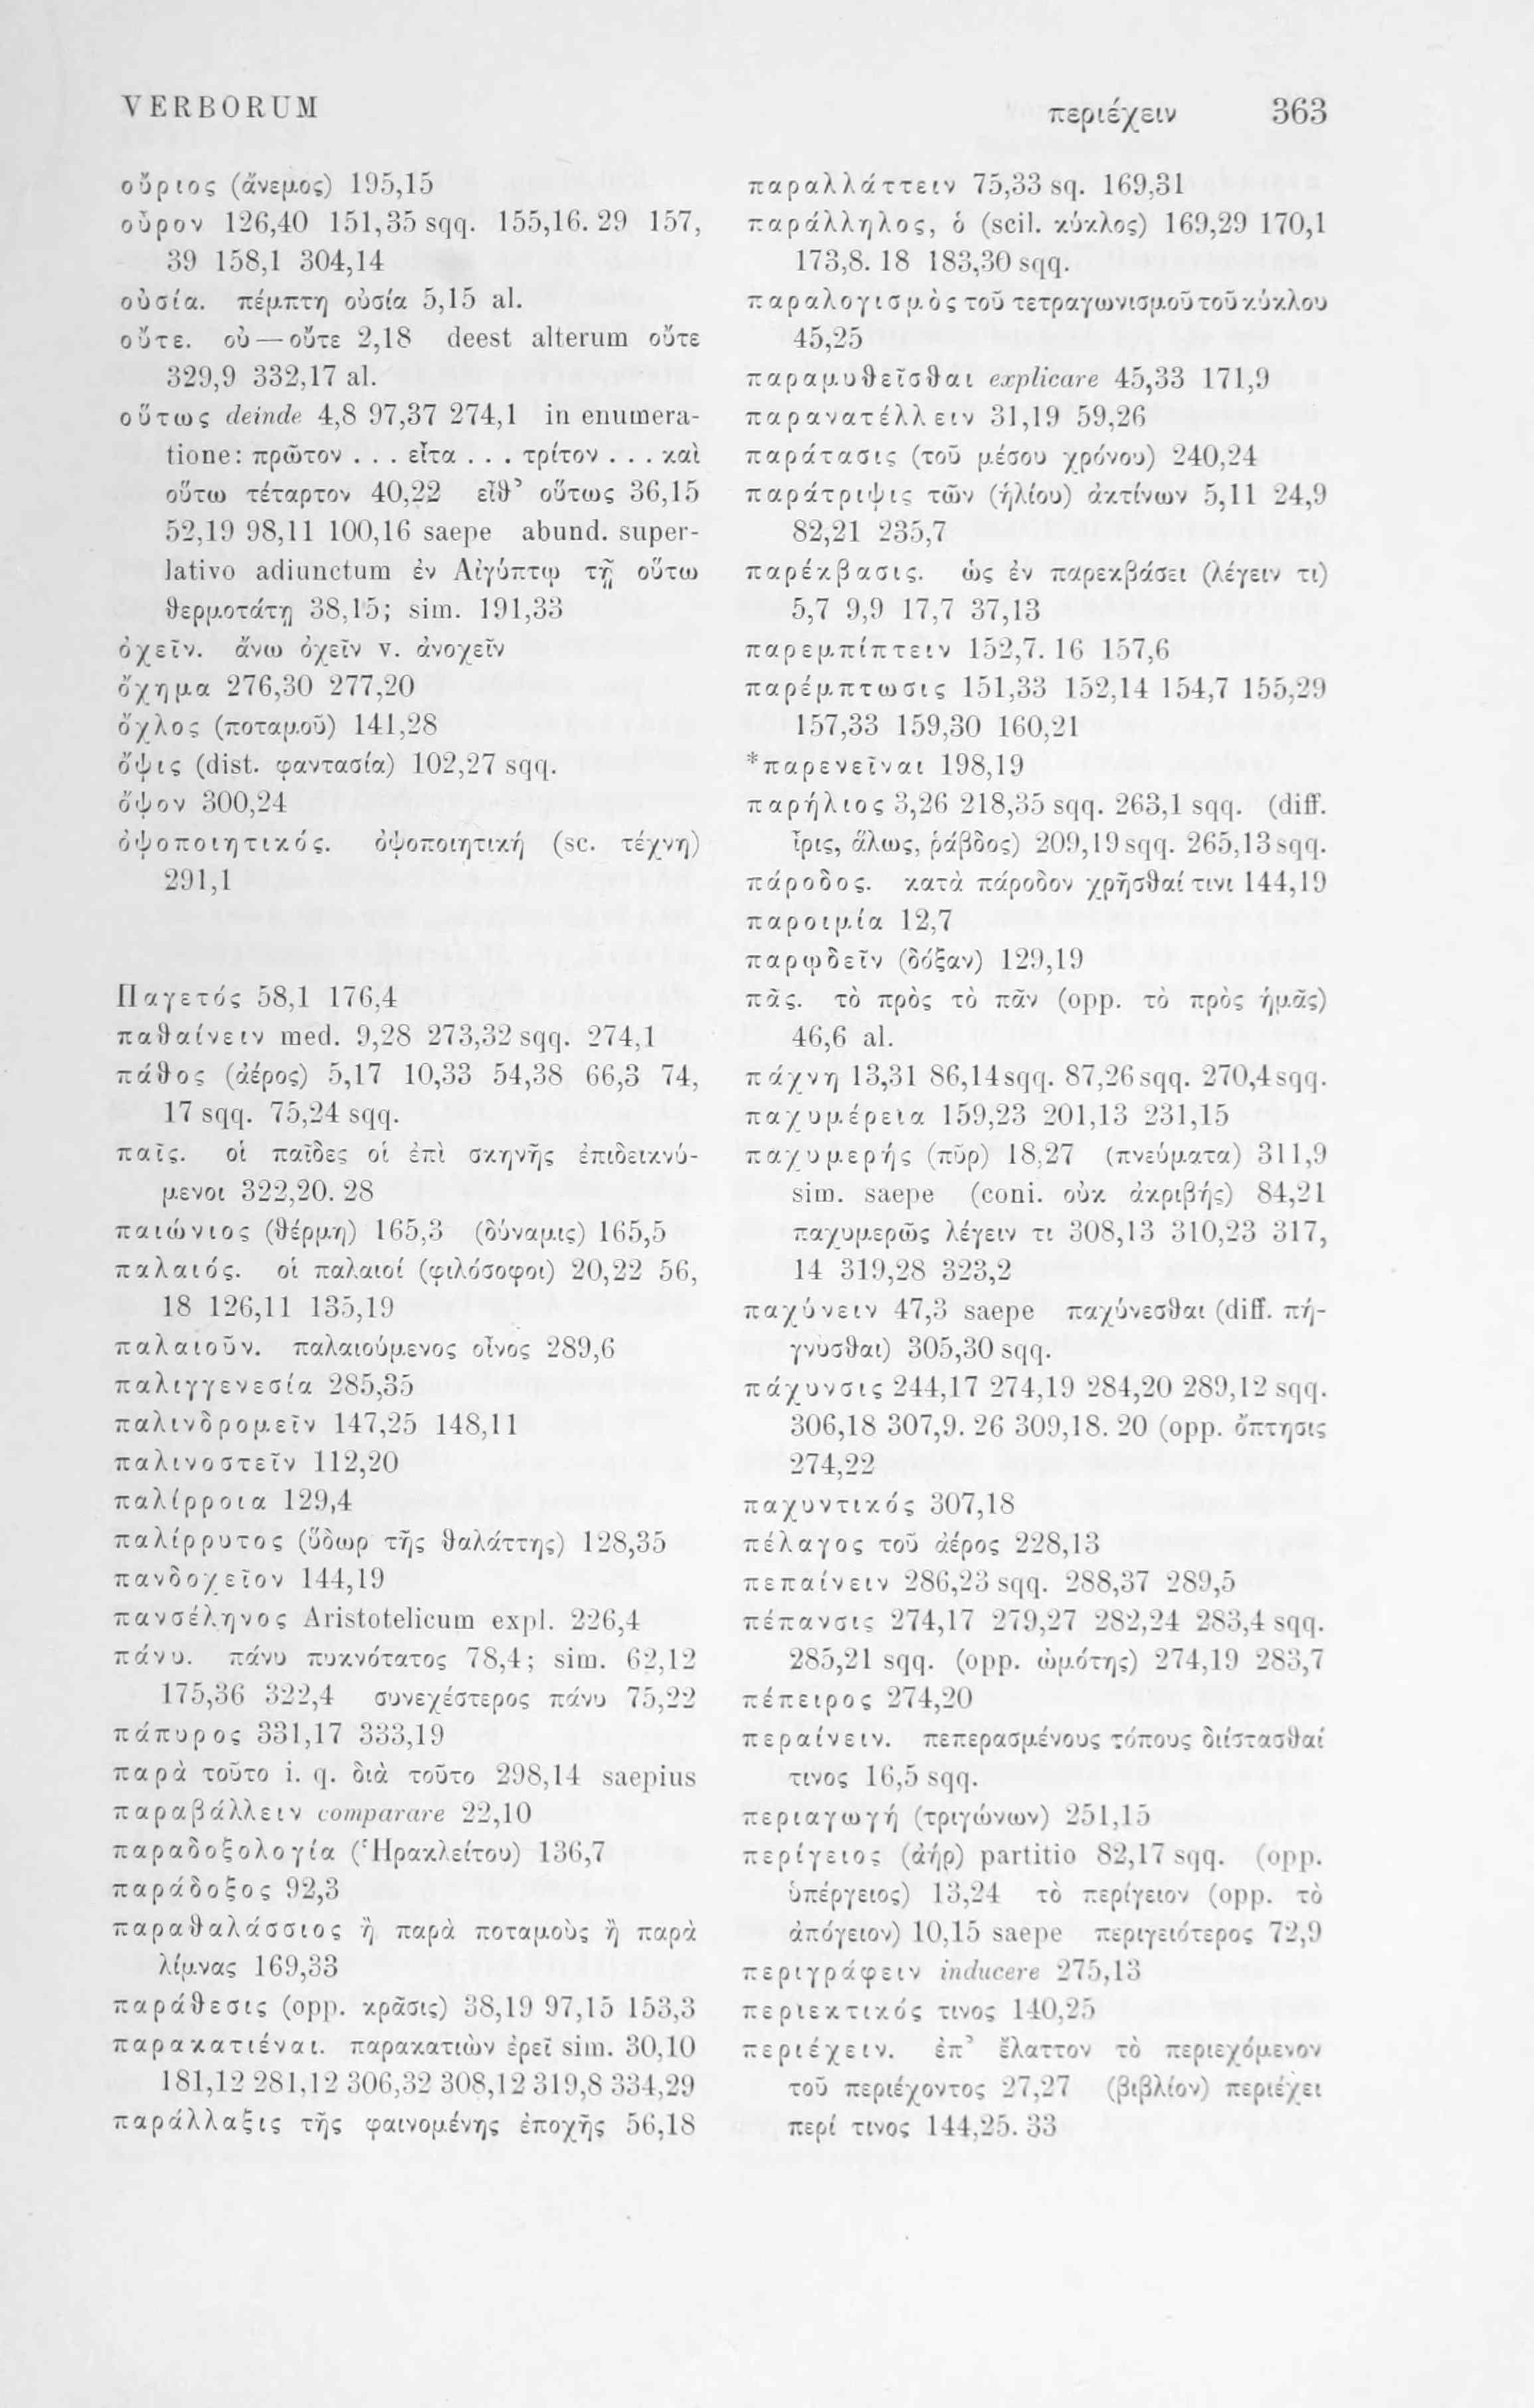 VERBORUM
περιέχειν 363
οὔριος (ἄνεμος) 195,15
οὖρον 126,40 151,35 sqq. 155,16. 29 157,
39 158,1 304,14
οὐσία. πέμπτη οὐσία 5,15 al.
οὔτε. οὐ — οὔτε 2,18 deest alterum οὔτε
329,9 332,17 al.
οὕτως deinde 4,8 97,37 274,1 in enumera-
tione: πρῶτον . . . εἶτα . . . τρίτον . . . καὶ
οὕτω τέταρτον 40,22 εἶθ’ οὕτως 36,15
52,19 98,11 100,16 saepe abund. super-
lativo adiunctum ἐν Αἰγύπτῳ τῇ οὕτω
θερμοτάτῃ 38,15; sim. 191,33
ὀχεῖν. ἄνω ὀχεῖν v. ἀνοχεῖν
ὄχημα 276,30 277,20
ὄχλος (ποταμοῦ) 141,28
ὄψις (dist. φαντασία) 102,27 sqq.
ὄψον 300,24
ὀψοποιητικός. ὀψοποιητική (sc. τέχνη)
291,1
Παγετός 58,1 176,4
παθαίνειν med. 9,28 273,32 sqq. 274,1
πάθος (ἀέρος) 5,17 10,33 54,38 66,3 74,
17 sqq. 75,24 sqq.
παῖς. οἱ παῖδες οἱ ἐπὶ σκηνῆς ἐπιδεικνύ-
μενοι 322,20. 28
παιώνιος (θέρμη) 165,3 (δύναμις) 165,5
παλαιός. οἱ παλαιοί (φιλόσοφοι) 20,22 56,
18 126,11 135,19
παλαιοῦν. παλαιούμενος οἶνος 289,6
παλιγγενεσία 285,35
παλινδρομεῖν 147,25 148,11
παλινοστεῖν 112,20
παλίρροια 129,4
παλίρρυτος (ὕδωρ τῆς θαλάττης) 128,35
πανδοχεῖον 144,19
πανσέληνος Aristotelicum expl. 226,4
πάνυ. πάνυ πυκνότατος 78,4; sim. 62,12
175,36 322,4 συνεχέστερος πάνυ 75,22
πάπυρος 331,17 333,19
παρὰ τοῦτο i. q. διὰ τοῦτο 298,14 saepius
παραβάλλειν comparare 22,10
παραδοξολογία (Ἡρακλείτου) 136,7
παράδοξος 92,3
παραθαλάσσιος ἢ παρὰ ποταμοὺς ἢ παρὰ
λίμνας 169,33
παράθεσις (opp. κρᾶσις) 38,19 97,15 153,3
παρακατιέναι. παρακατιὼν ἐρεῖ sim. 30,10
181,12 281,12 306,32 308,12 319,8 334,29
παράλλαξις τῆς φαινομένης ἐποχῆς 56,18
παραλλάττειν 75,33 sq. 169,31
παράλληλος, ὁ (scil. κύκλος) 169,29 170,1
173,8. 18 183,30 sqq.
παραλογισμὸς τοῦ τετραγωνισμοῦ τοῦ κύκλου
45,25
παραμυθεῖσθαι explicare 45,33 171,9
παρανατέλλειν 31,19 59,26
παράτασις (τοῦ μέσου χρόνου) 240,24
παράτριψις τῶν (ἡλίου) ἀκτίνων 5,11 24,9
82,21 235,7
παρέκβασις. ὡς ἐν παρεκβάσει (λέγειν τι)
5,7 9,9 17,7 37,13
παρεμπίπτειν 152,7. 16 157,6
παρέμπτωσις 151,33 152,14 154,7 155,29
157,33 159,30 160,21
*παρενεῖναι 198,19
παρήλιος 3,26 218,35 sqq. 263,1 sqq. (diff.
ἶρις, ἅλως, ῥάβδος) 209,19 sqq. 265,13 sqq.
πάροδος. κατὰ πάροδον χρῆσθαί τινι 144,19
παροιμία 12,7
παρῳδεῖν (δόξαν) 129,19
πᾶς. τὸ πρὸς τὸ πᾶν (opp. τὸ πρὸς ἡμᾶς)
46,6 al.
πάχνη 13,31 86,14 sqq. 87,26 sqq. 270,4 sqq.
παχυμέρεια 159,23 201,13 231,15
παχυμερής (πῦρ) 18,27 (πνεύματα) 311,9
sim. saepe (coni. οὐκ ἀκριβής) 84,21
παχυμερῶς λέγειν τι 308,13 310,23 317,
14 319,28 323,2
παχύνειν 47,3 saepe παχύνεσθαι (diff. πή-
γνυσθαι) 305,30 sqq.
πάχυνσις 244,17 274,19 284,20 289,12 sqq.
306,18 307,9. 26 309,18. 20 (opp. ὄπτησις
274,22
παχυντικός 307,18
πέλαγος τοῦ ἀέρος 228,13
πεπαίνειν 286,23 sqq. 288,37 289,5
πέπανσις 274,17 279,27 282,24 283,4 sqq.
285,21 sqq. (opp. ὠμότης) 274,19 283,7
πέπειρος 274,20
περαίνειν. πεπερασμένους τόπους διίστασθαί
τινος 16,5 sqq.
περιαγωγή (τριγώνων) 251,15
περίγειος (ἀήρ) partitio 82,17 sqq. (opp.
ὑπέργειος) 13,24 τὸ περίγειον (opp. τὸ
ἀπόγειον) 10,15 saepe περιγειότερος 72,9
περιγράφειν inducere 275,13
περιεκτικός τινος 140,25
περιέχειν. ἐπ’ ἔλαττον τὸ περιεχόμενον
τοῦ περιέχοντος 27,27 (βιβλίον) περιέχει
περί τινος 144,25. 33